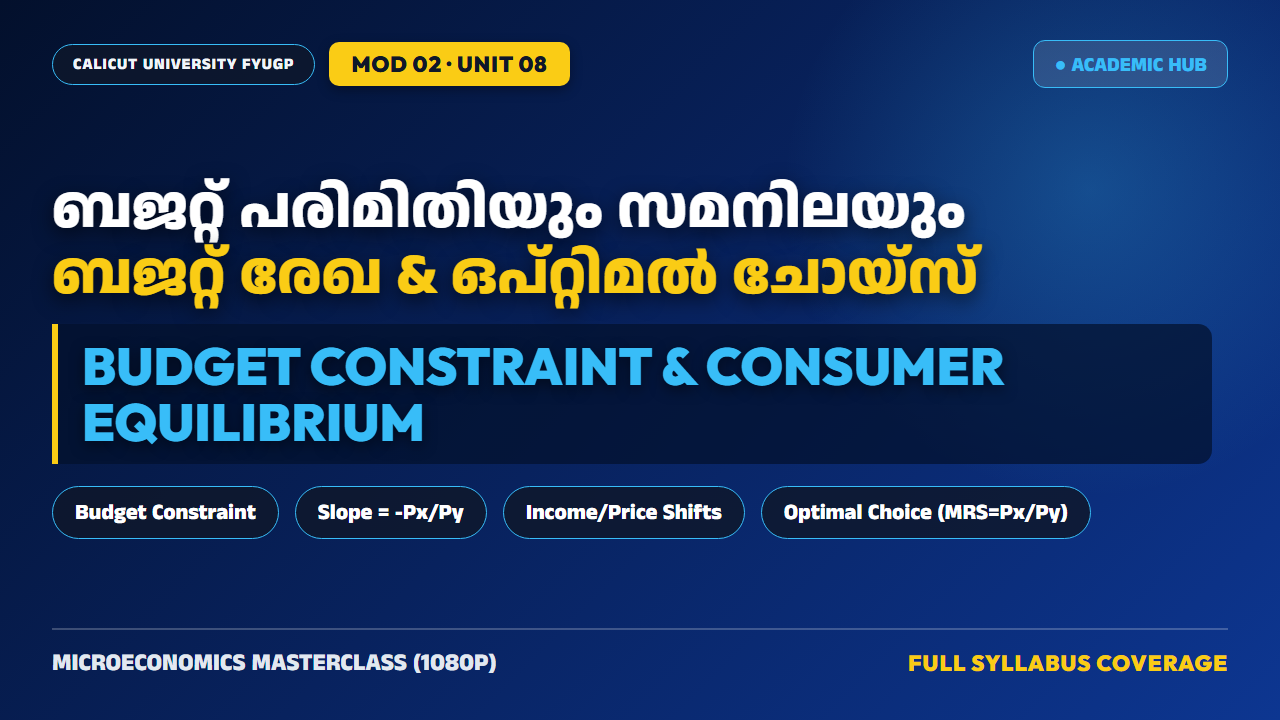 CALICUT UNIVERSITY FYUGP
MOD 02 · UNIT 08
● ACADEMIC HUB
ബജറ്റ് പരിമിതിയും സമനിലയും
ബജറ്റ് രേഖ & ഒപ്റ്റിമൽ ചോയ്സ്
BUDGET CONSTRAINT & CONSUMER
EQUILIBRIUM
Budget Constraint
Slope = -Px/Py
Income/Price Shifts
Optimal Choice (MRS=Px/Py)
MICROECONOMICS MASTERCLASS (1080P)
FULL SYLLABUS COVERAGE